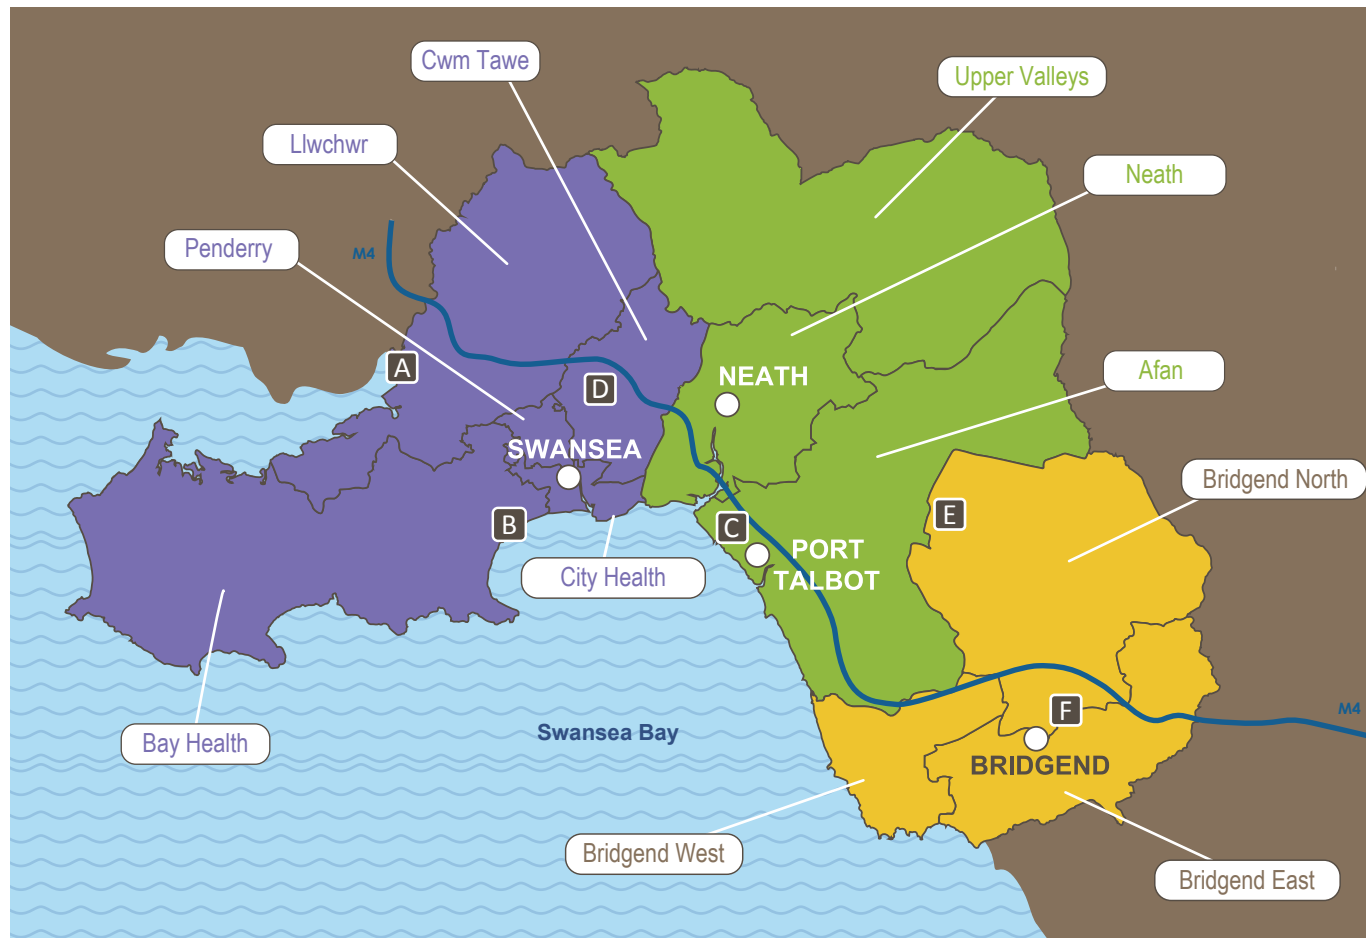 Cwm Tawe
Upper Valleys
Llwchwr
Neath
Penderry
M4
A
D
NEATH
Afan
SWANSEA
Bridgend North
B
C
E
PORT
TALBOT
City Health
F
M4
Swansea Bay
Bay Health
BRIDGEND
Bridgend West
Bridgend East